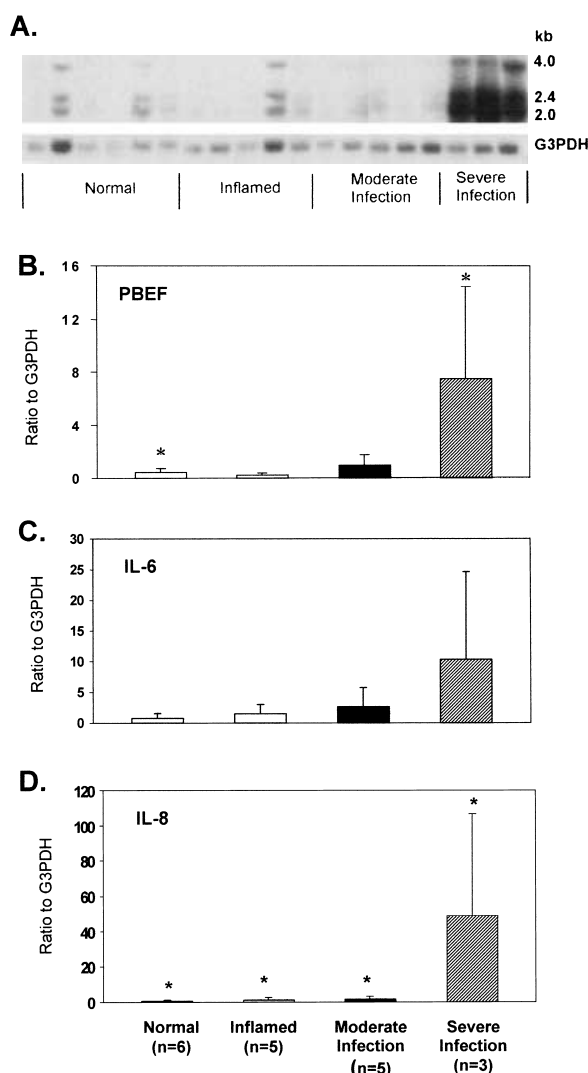 A.
kb
4.0
2.4
2.0
G3PDH
Normal
Inflamed
Moderate
Infection
Severe
Infection
B.
16
12
8
4
0
Ratio to G3PDH
PBEF
*
*
C.
30
25
20
15
10
5
0
Ratio to G3PDH
IL-6
D.
120
100
80
60
40
20
0
Ratio to G3PDH
IL-8
*
*
*
*
Normal
(n=6)
Inflamed
(n=5)
Moderate
Infection
(n=5)
Severe
Infection
(n=3)